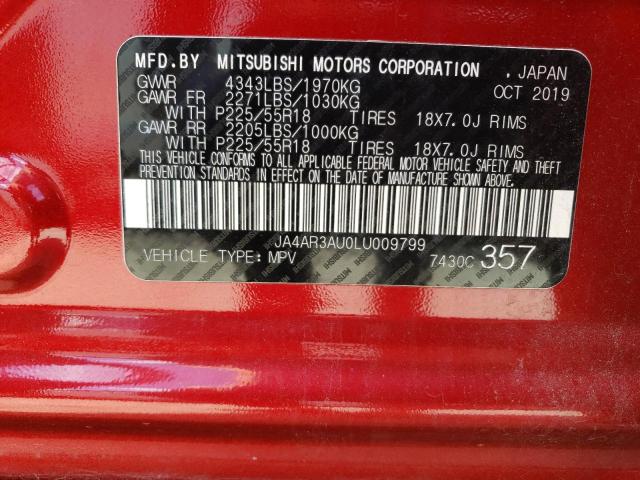 MFD.BY MITSUBISHI MOTORS CORPORATION , JAPAN
GWVR 4343LBS/1970KG OCT 2019
GAWR FR 2271LBS/1030KG
WITH P225/55R18 TIRES 18X7.0J RIMS
GAWR RR 2205LBS/1000KG
WITH P225/55R18 TIRES 18X7.0J RIMS
THIS VEHICLE CONFORMS TO ALL APPLICABLE FEDERAL MOTOR VEHICLE SAFETY AND THEFT
PREVENTION STANDARDS IN EFFECT ON THE DATE OF MANUFACTURE SHOWN ABOVE.
JA4AR3AU0LU009799
VEHICLE TYPE:MPV 7430C 357